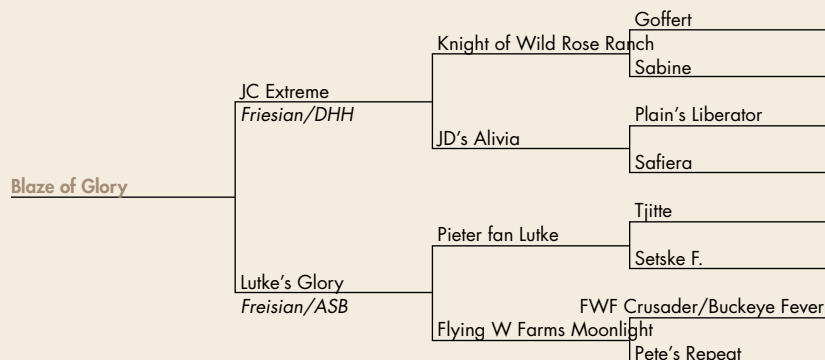 Goffert
Knight of Wild Rose Ranch
Sabine
JC Extreme
Friesian/DHH
Plain's Liberator
JD's Alivia
Safiera
Blaze of Glory
Tjitte
Pieter fan Lutke
Setske F.
Lutke's Glory
Freisian/ASB
FWF Crusader/Buckeye Fever
Flying W Farms Moonlight
Pete's Repeat